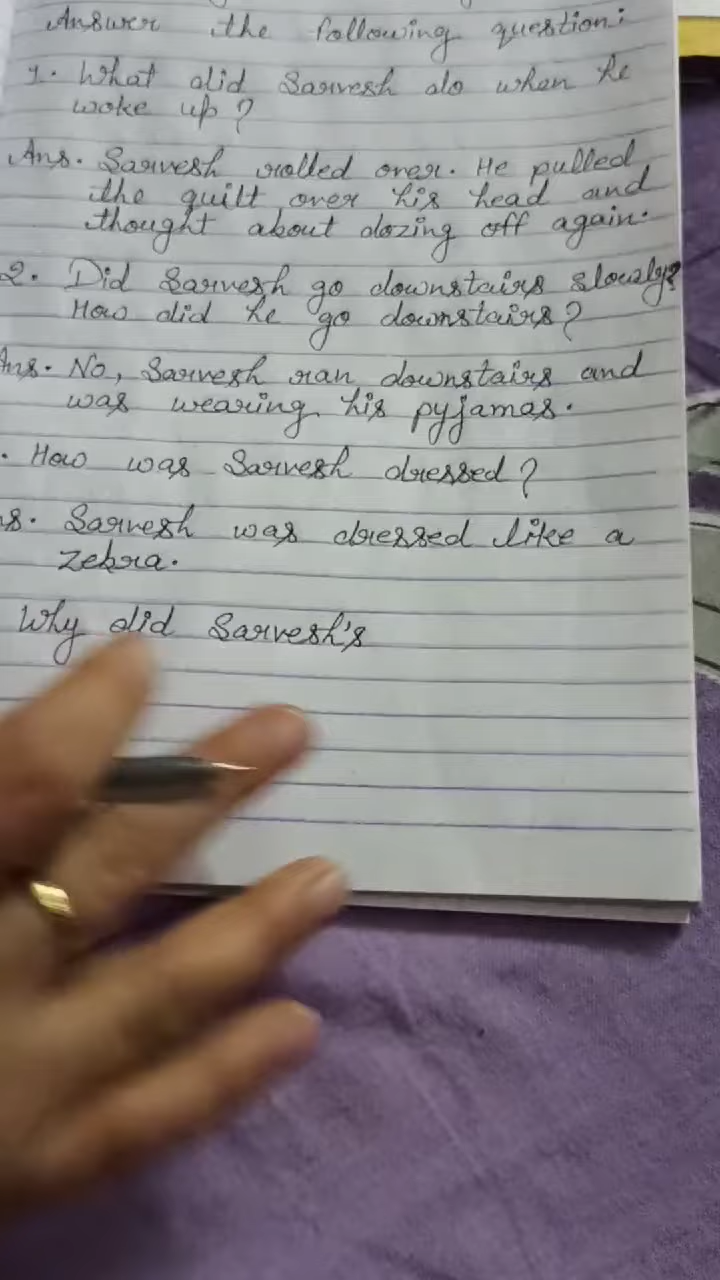 Answer the following question:
1. What did Sarvesh do when he
woke up?
Ans. Sarvesh rolled over. He pulled
the quilt over his head and
thought about dozing off again.
2. Did Sarvesh go downstairs slowly?
How did he go downstairs?
Ans. No, Sarvesh ran downstairs and
was wearing his pyjamas.
. How was Sarvesh dressed?
s. Sarvesh was dressed like a
zebra.
Why did Sarvesh's